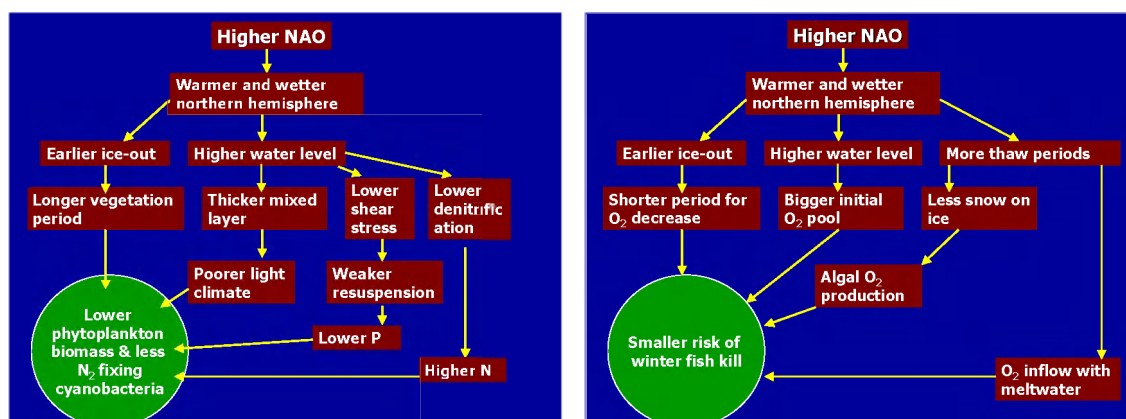 Higher NAO
Warmer and wetter
northern hemisphere
Earlier ice-out
Higher water level
Longer vegetation
period
Thicker mixed
layer
Lower
shear
stress
Lower
denitrific
ation
Poorer light
climate
Weaker
resuspension
Lower P
Higher N
Lower
phytoplankton
biomass & less
N₂ fixing
cyanobacteria
Higher NAO
Warmer and wetter
northern hemisphere
Earlier ice-out
Higher water level
More thaw periods
Shorter period for
O₂ decrease
Bigger initial
O₂ pool
Less snow on
ice
Algal O₂
production
Smaller risk of
winter fish kill
O₂ inflow with
meltwater